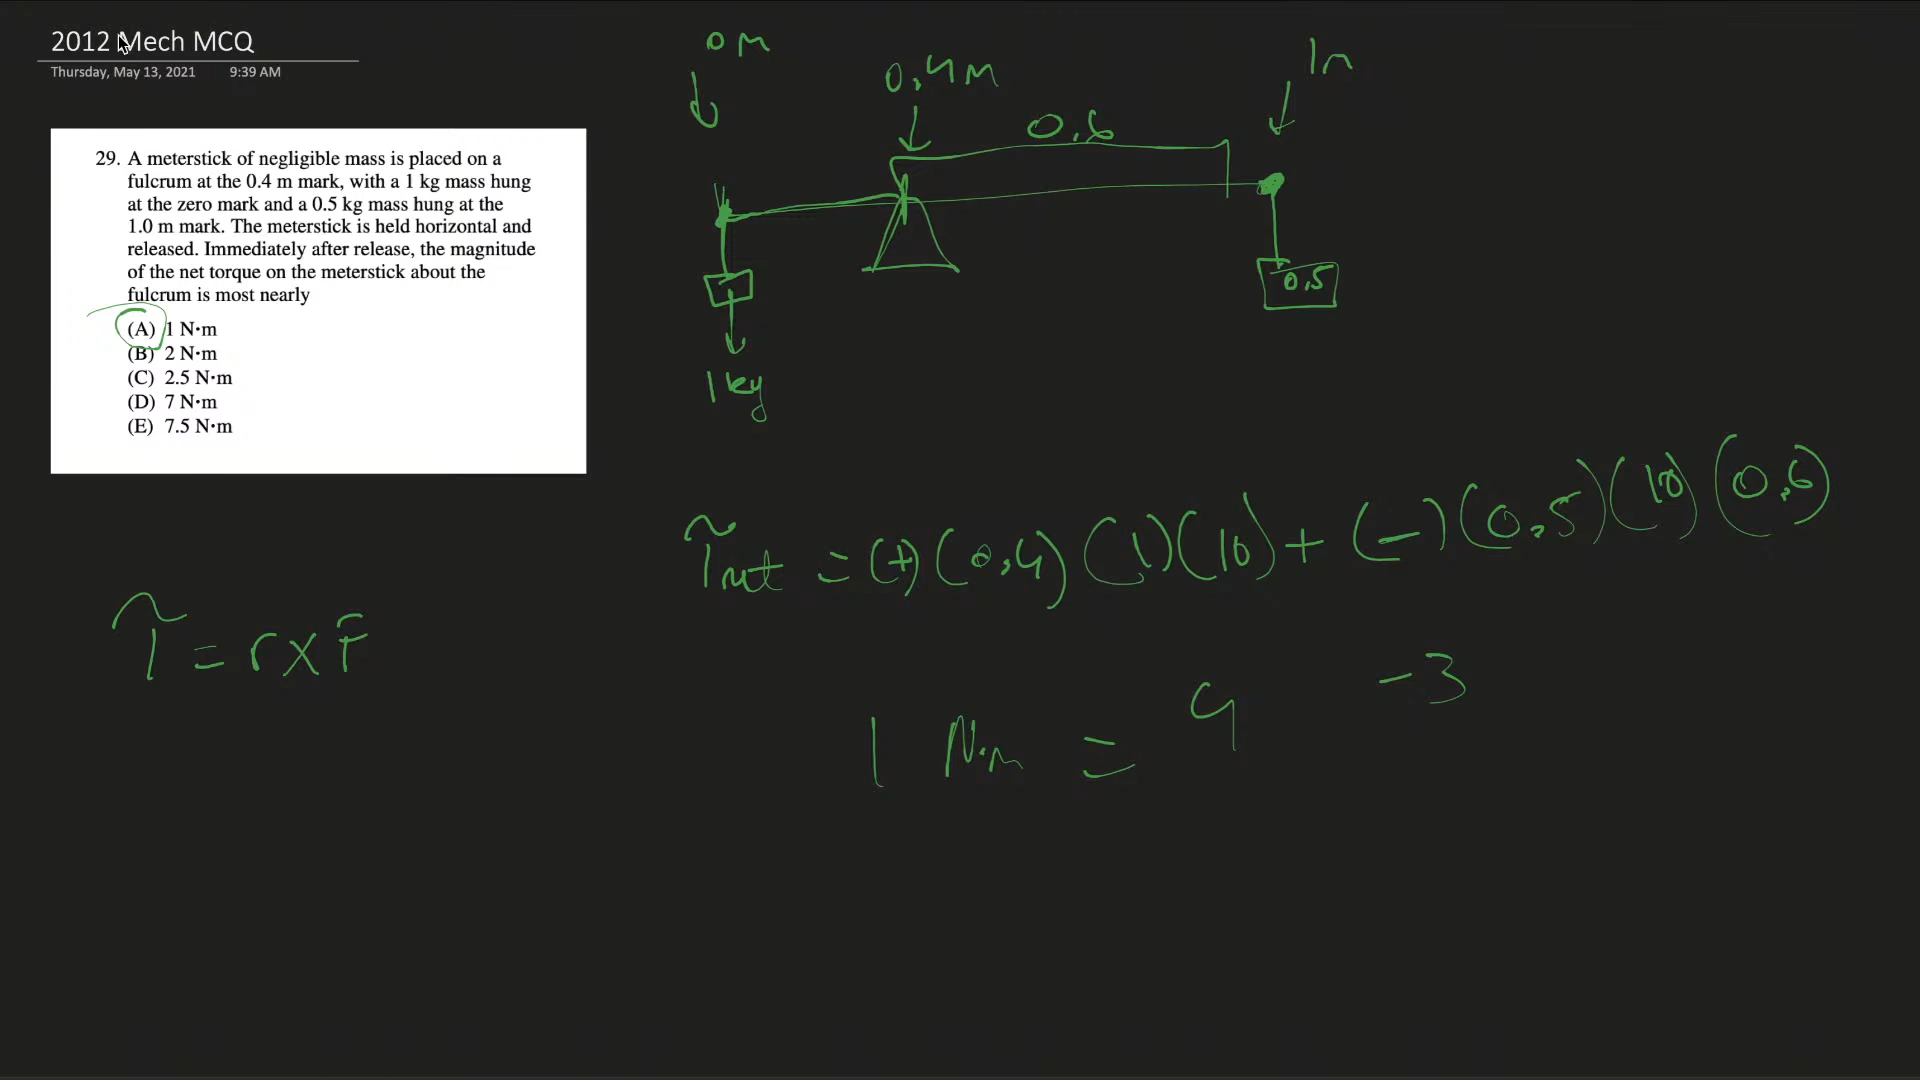 2012 Mech MCQ
Thursday, May 13, 2021 9:39 AM
29. A meterstick of negligible mass is placed on a
fulcrum at the 0.4 m mark, with a 1 kg mass hung
at the zero mark and a 0.5 kg mass hung at the
1.0 m mark. The meterstick is held horizontal and
released. Immediately after release, the magnitude
of the net torque on the meterstick about the
fulcrum is most nearly
(A) 1 N•m
(B) 2 N•m
(C) 2.5 N•m
(D) 7 N•m
(E) 7.5 N•m
0 M
0.4 M
1 m
0.6
0.5
1 kg
τnet = (+)(0.4)(1)(10) + (-)(0.5)(10)(0.6)
τ = r x F
4 -3
1 N·m =